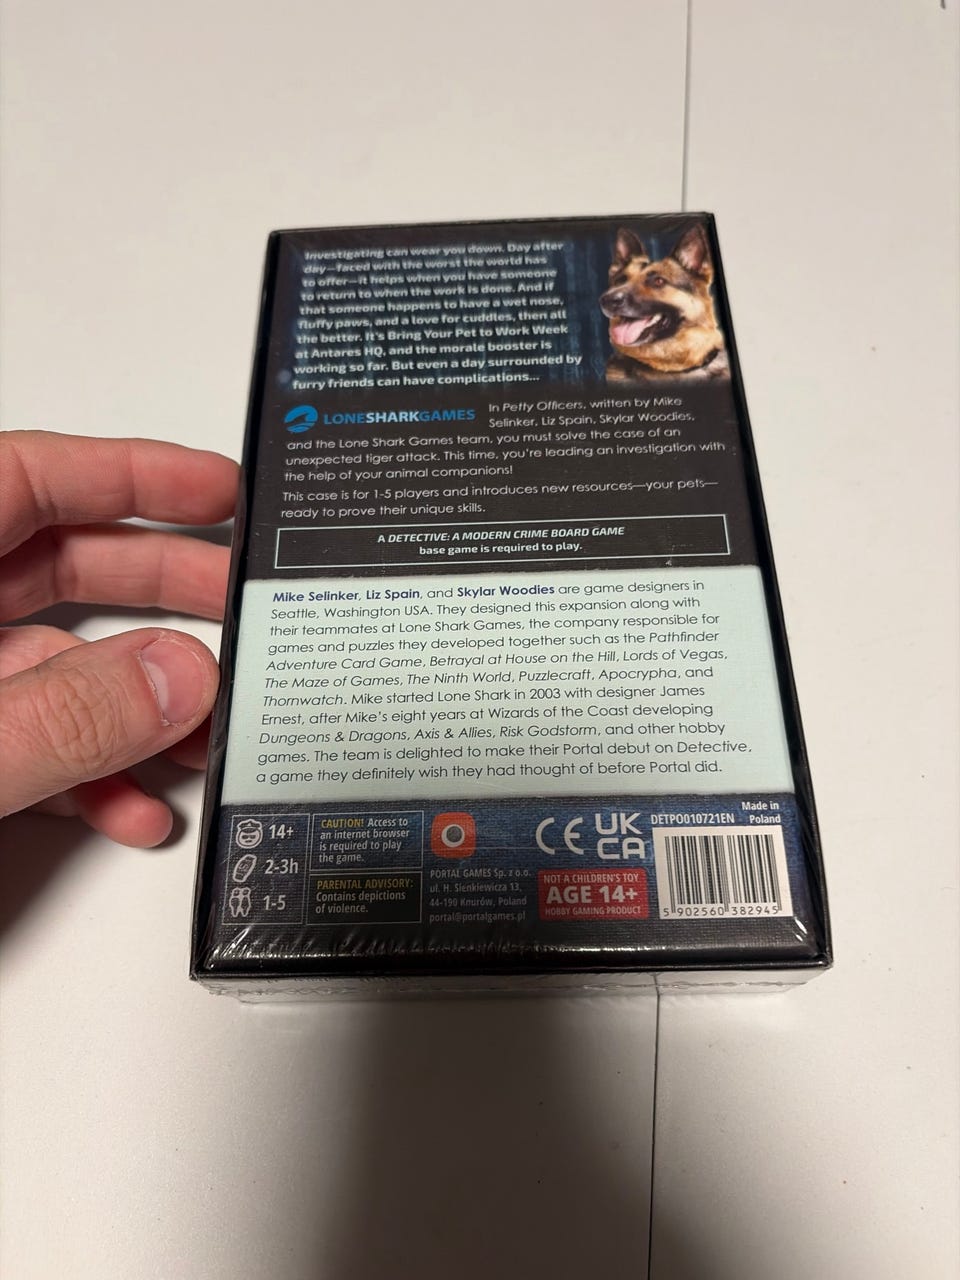 Investigating can wear you down. Day after
day—faced with the worst the world has
to offer—it helps when you have someone
to return to when the work is done. And if
that someone happens to have a wet nose,
fluffy paws, and a love for cuddles, then all
the better. It's Bring Your Pet to Work Week
at Antares HQ, and the morale booster is
working so far. But even a day surrounded by
furry friends can have complications...
LONESHARKGAMES
In Petty Officers, written by Mike
Selinker, Liz Spain, Skylar Woodies,
and the Lone Shark Games team, you must solve the case of an
unexpected tiger attack. This time, you're leading an investigation with
the help of your animal companions!
This case is for 1-5 players and introduces new resources—your pets—
ready to prove their unique skills.
A DETECTIVE: A MODERN CRIME BOARD GAME
base game is required to play.
Mike Selinker, Liz Spain, and Skylar Woodies are game designers in
Seattle, Washington USA. They designed this expansion along with
their teammates at Lone Shark Games, the company responsible for
games and puzzles they developed together such as the Pathfinder
Adventure Card Game, Betrayal at House on the Hill, Lords of Vegas,
The Maze of Games, The Ninth World, Puzzlecraft, Apocrypha, and
Thornwatch. Mike started Lone Shark in 2003 with designer James
Ernest, after Mike's eight years at Wizards of the Coast developing
Dungeons & Dragons, Axis & Allies, Risk Godstorm, and other hobby
games. The team is delighted to make their Portal debut on Detective,
a game they definitely wish they had thought of before Portal did.
14+
2-3h
1-5
CAUTION! Access to
an internet browser
is required to play
the game.
PARENTAL ADVISORY:
Contains depictions
of violence.
PORTAL GAMES Sp. z o.o.
ul. H. Sienkiewicza 13,
44-190 Knurów, Poland
portal@portalgames.pl
CE
UK
CA
NOT A CHILDREN'S TOY
AGE 14+
HOBBY GAMING PRODUCT
Made in
Poland
DETPO010721EN
5 902560 382945